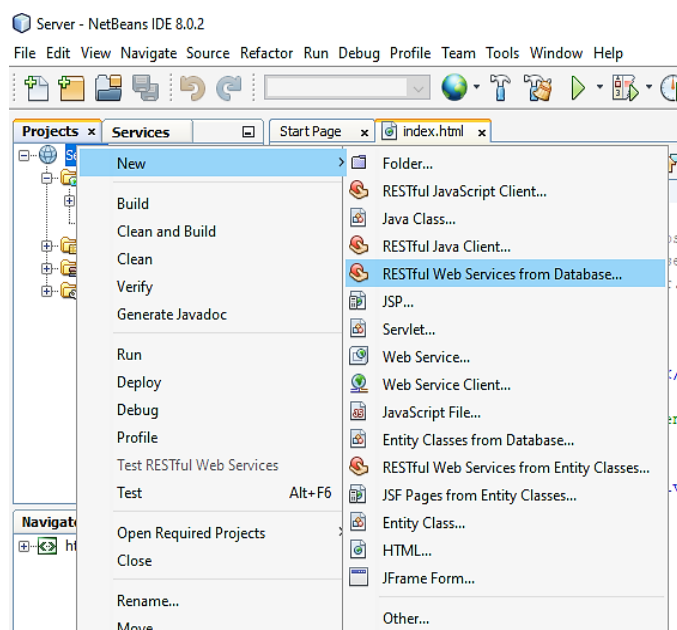 Server - NetBeans IDE 8.0.2
File Edit View Navigate Source Refactor Run Debug Profile Team Tools Window Help
Projects x Services Start Page x index.html x
New
Build
Clean and Build
Clean
Verify
Generate Javadoc
Run
Deploy
Debug
Profile
Test RESTful Web Services
Test Alt+F6
Open Required Projects
Close
Rename...
Move
Folder...
RESTful JavaScript Client...
Java Class...
RESTful Java Client...
RESTful Web Services from Database...
JSP...
Servlet...
Web Service...
Web Service Client...
JavaScript File...
Entity Classes from Database...
RESTful Web Services from Entity Classes...
JSF Pages from Entity Classes...
Entity Class...
HTML...
JFrame Form...
Other...